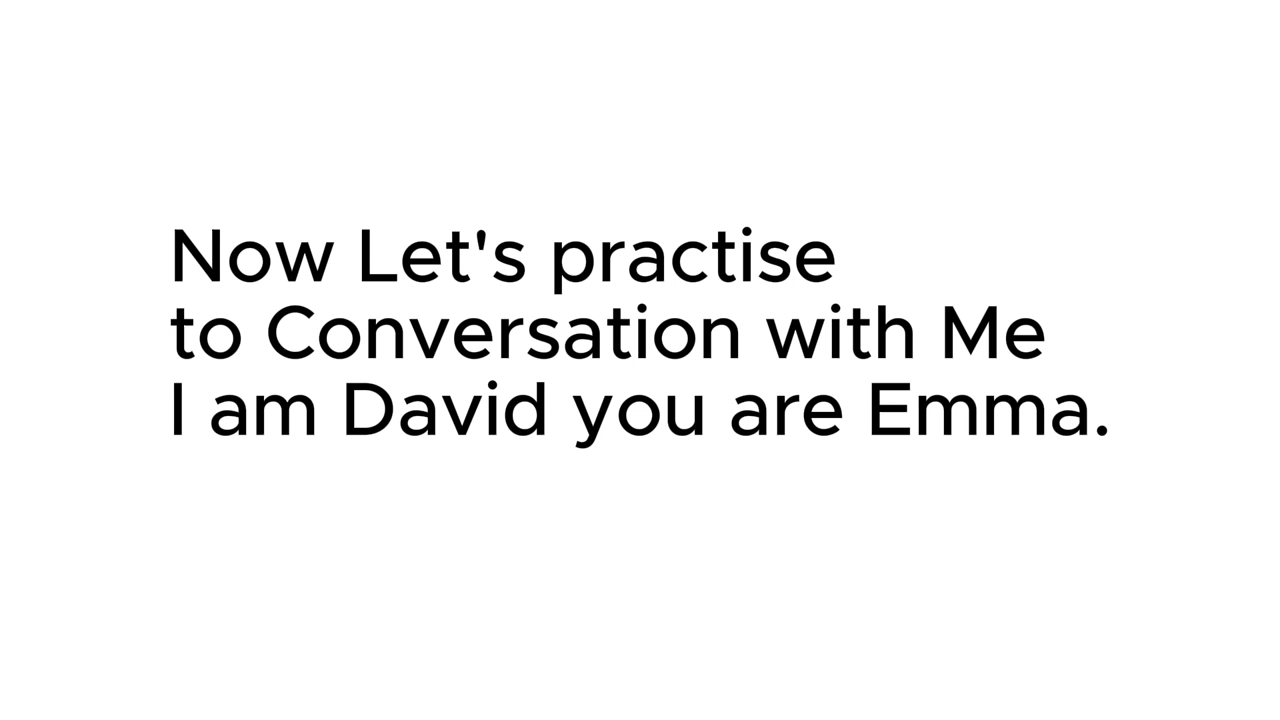 Now Let's practise
to Conversation with Me
I am David you are Emma.